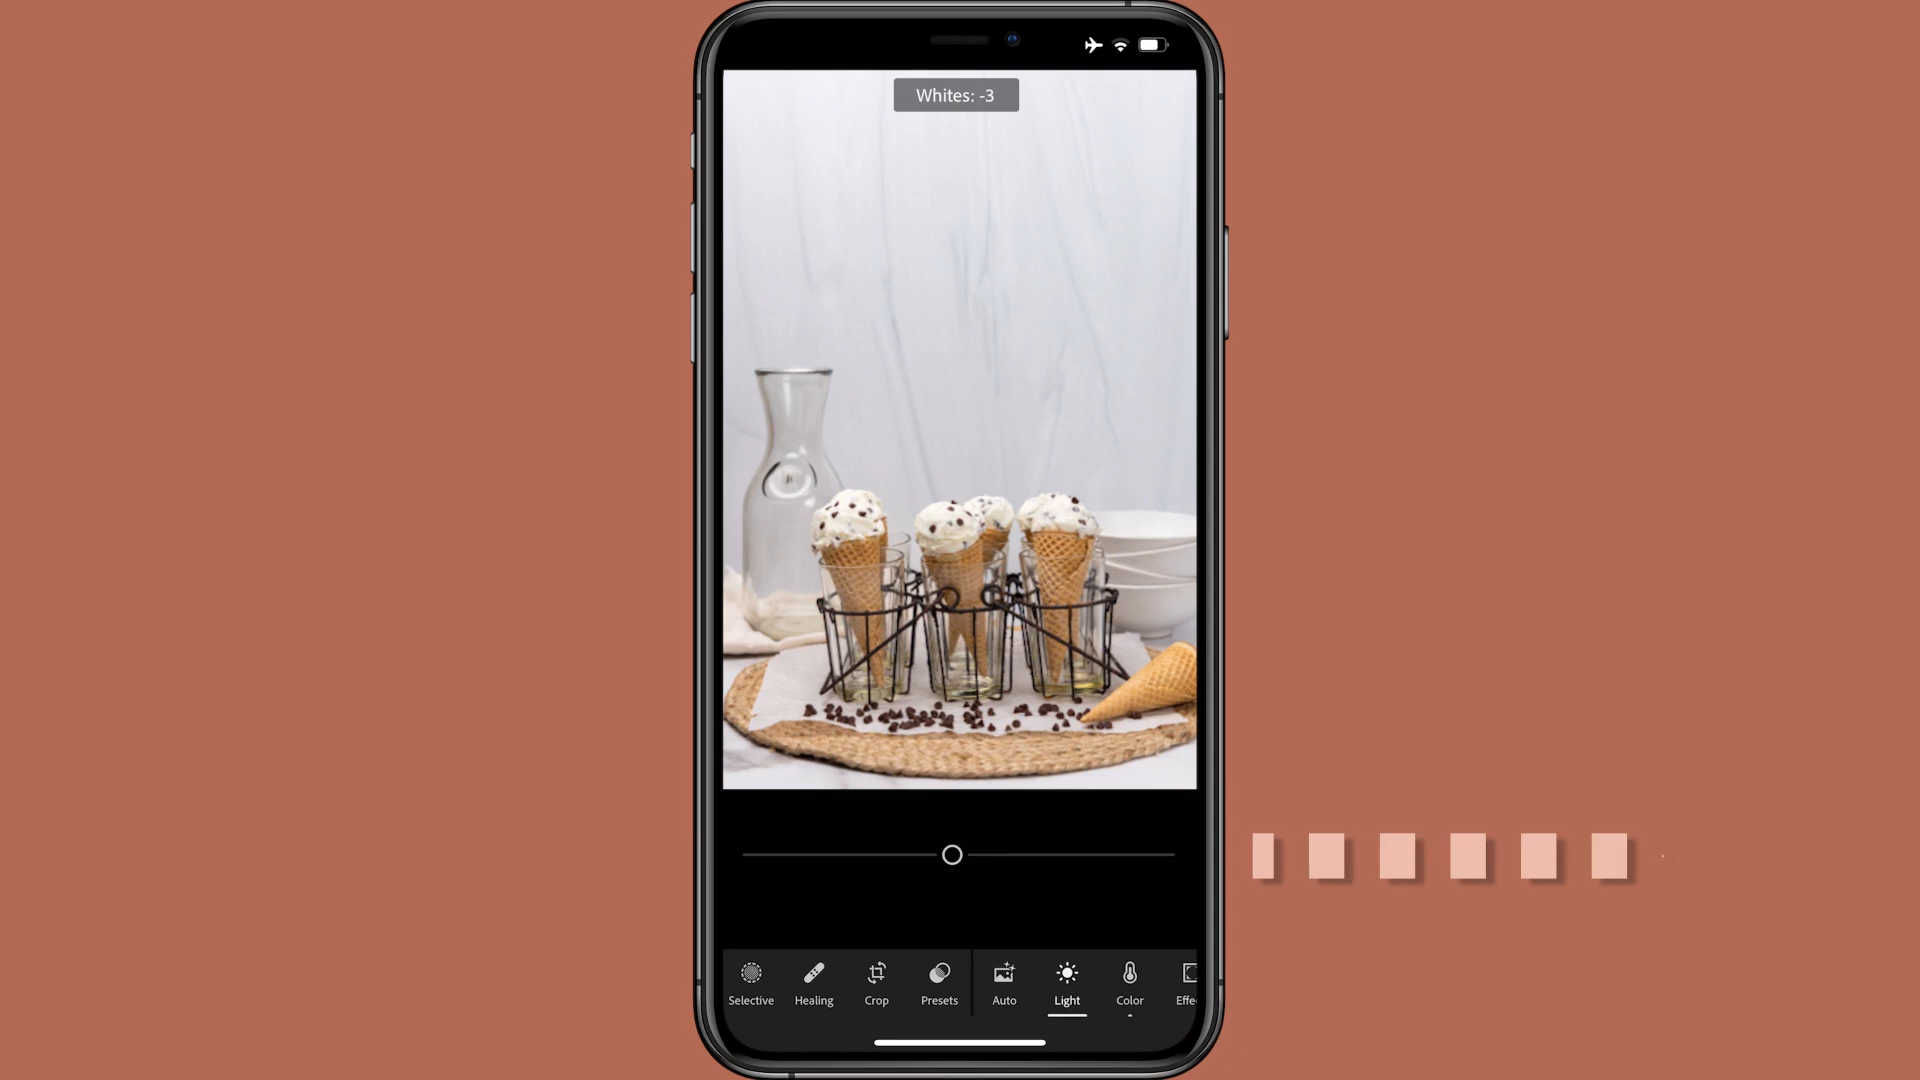 Whites: -3
Selective
Healing
Crop
Presets
Auto
Light
Color
Effe